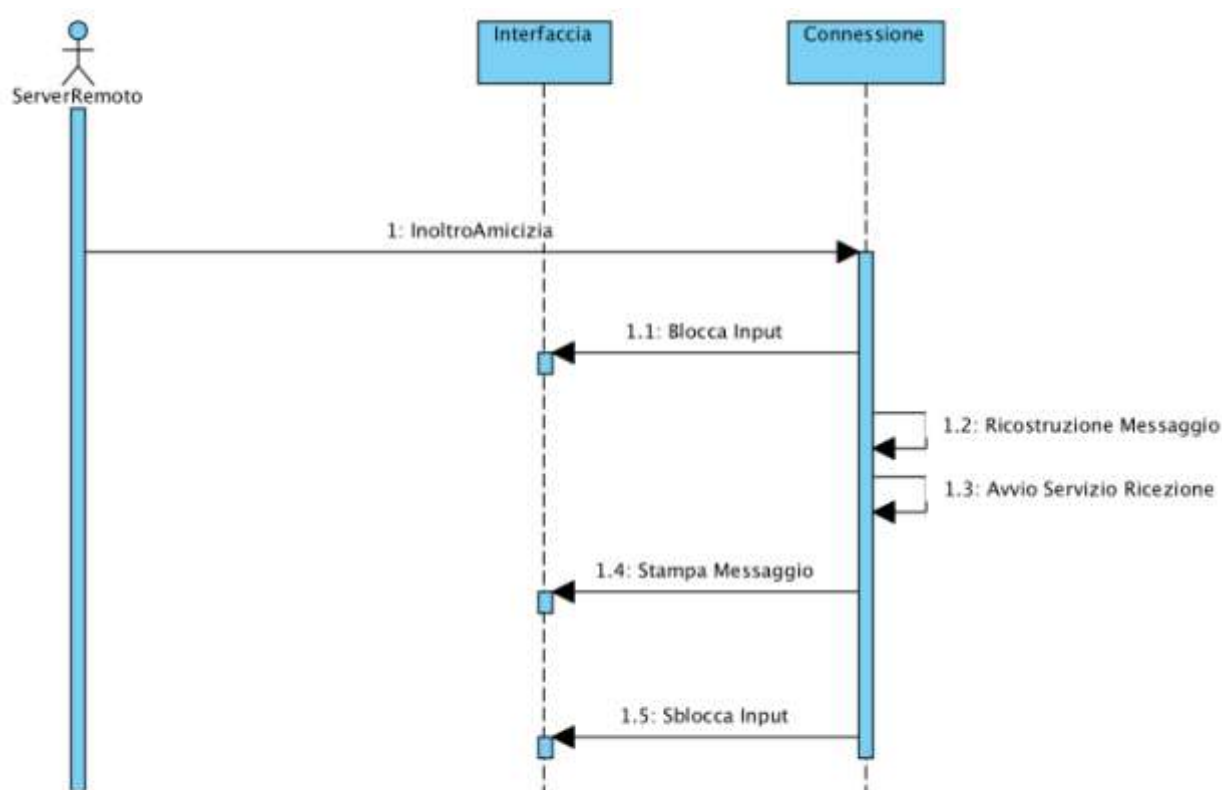 Interfaccia
Connessione
ServerRemoto
1: InoltroAmicizia
1.1: Blocca Input
1.2: Ricostruzione Messaggio
1.3: Avvio Servizio Ricezione
1.4: Stampa Messaggio
1.5: Sblocca Input